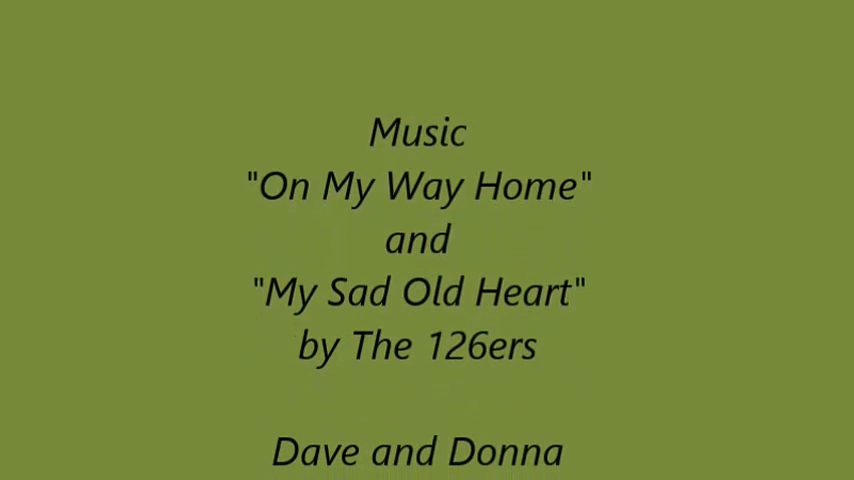 Music
"On My Way Home"
and
"My Sad Old Heart"
by The 126ers
Dave and Donna